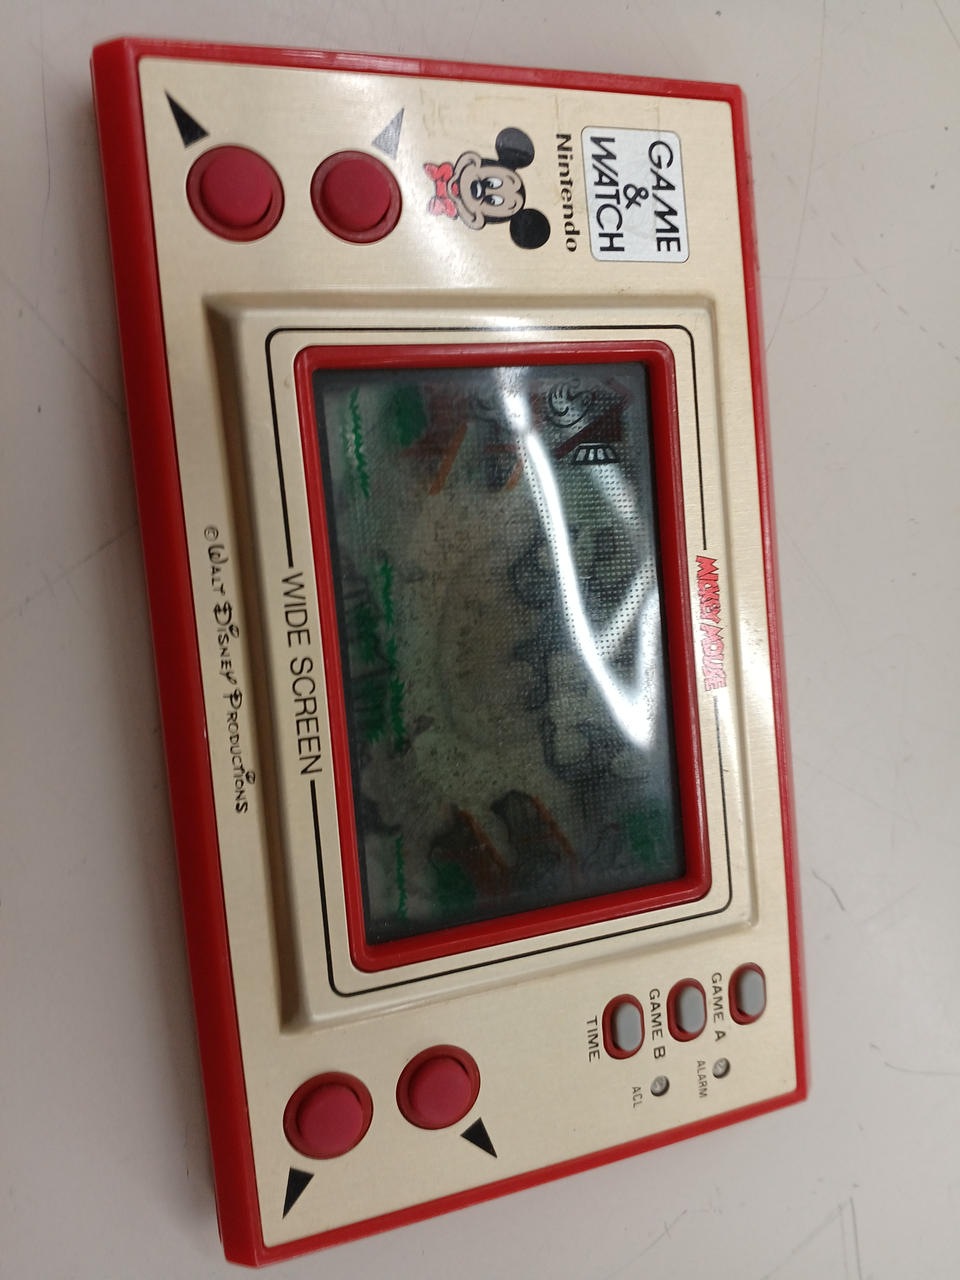 GAME
&
WATCH
Nintendo
MICKEY MOUSE
WIDE SCREEN
© WALT DISNEY PRODUCTIONS
GAME A
ALARM
GAME B
ACL
TIME